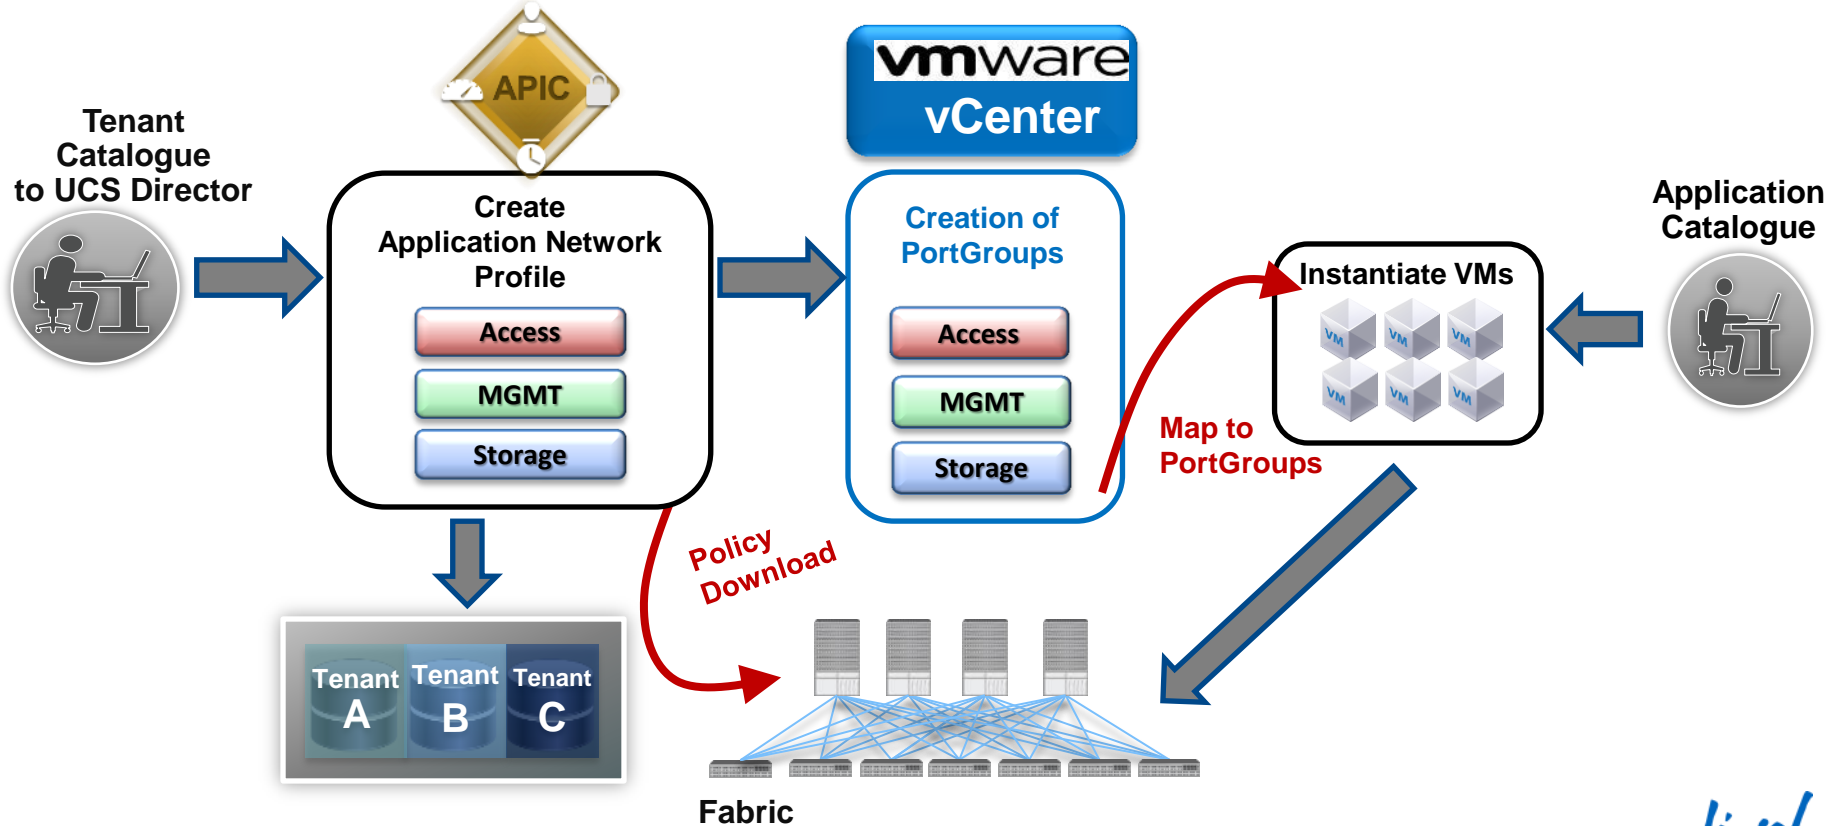 APIC
vmware
vCenter
Tenant
Catalogue
to UCS Director
Create
Application Network
Profile
Access
MGMT
Storage
Creation of
PortGroups
Access
MGMT
Storage
Application
Catalogue
Instantiate VMs
VM VM VM
VM VM VM
Map to
PortGroups
Policy
Download
Tenant
A
Tenant
B
Tenant
C
Fabric